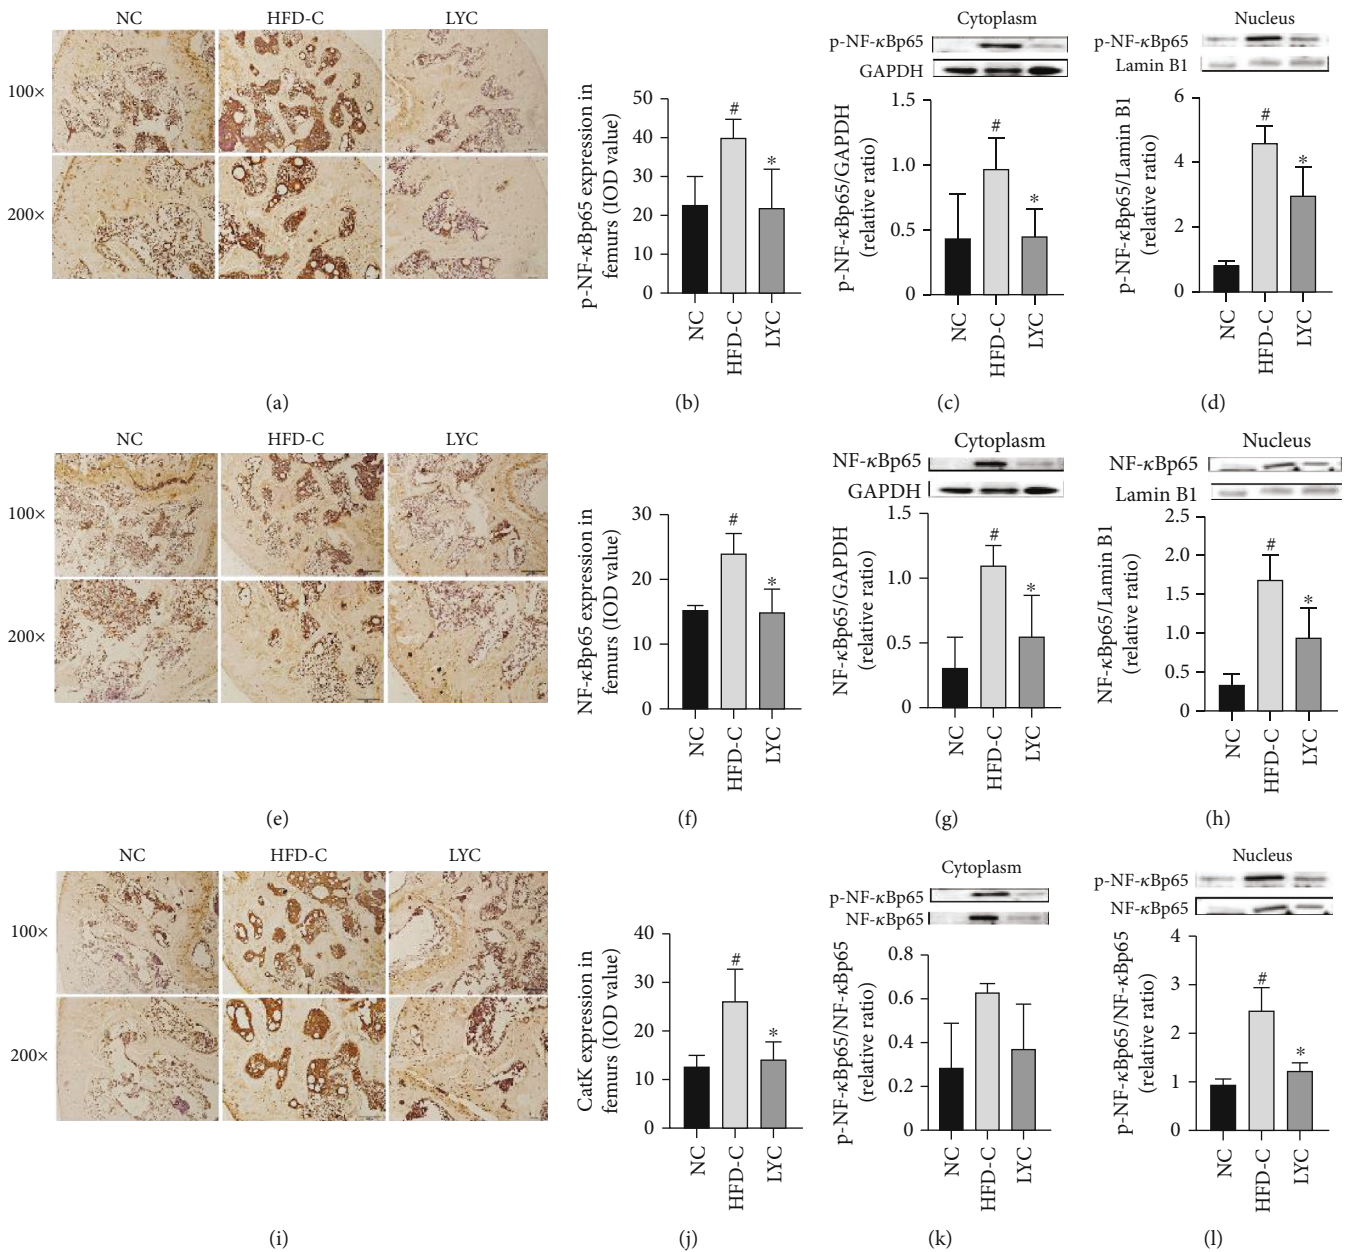 NC HFD-C LYC
100×
200×
(a)
p-NF-κBp65 expression in
femurs (IOD value)
50
40
30
20
10
0
#
*
NC
HFD-C
LYC
(b)
Cytoplasm
p-NF-κBp65
GAPDH
p-NF-κBp65/GAPDH
(relative ratio)
1.5
1.0
0.5
0
#
*
NC
HFD-C
LYC
(c)
Nucleus
p-NF-κBp65
Lamin B1
p-NF-κBp65/Lamin B1
(relative ratio)
6
4
2
0
#
*
NC
HFD-C
LYC
(d)
NC HFD-C LYC
100×
200×
(e)
NF-κBp65 expression in
femurs (IOD value)
30
20
10
0
#
*
NC
HFD-C
LYC
(f)
Cytoplasm
NF-κBp65
GAPDH
NF-κBp65/GAPDH
(relative ratio)
1.5
1.0
0.5
0
#
*
NC
HFD-C
LYC
(g)
Nucleus
NF-κBp65
Lamin B1
NF-κBp65/Lamin B1
(relative ratio)
2.5
2.0
1.5
1.0
0.5
0
#
*
NC
HFD-C
LYC
(h)
NC HFD-C LYC
100×
200×
(i)
CatK expression in
femurs (IOD value)
40
30
20
10
0
#
*
NC
HFD-C
LYC
(j)
Cytoplasm
p-NF-κBp65
NF-κBp65
p-NF-κBp65/NF-κBp65
(relative ratio)
0.8
0.6
0.4
0.2
0
NC
HFD-C
LYC
(k)
Nucleus
p-NF-κBp65
NF-κBp65
p-NF-κBp65/NF-κBp65
(relative ratio)
4
3
2
1
0
#
*
NC
HFD-C
LYC
(l)